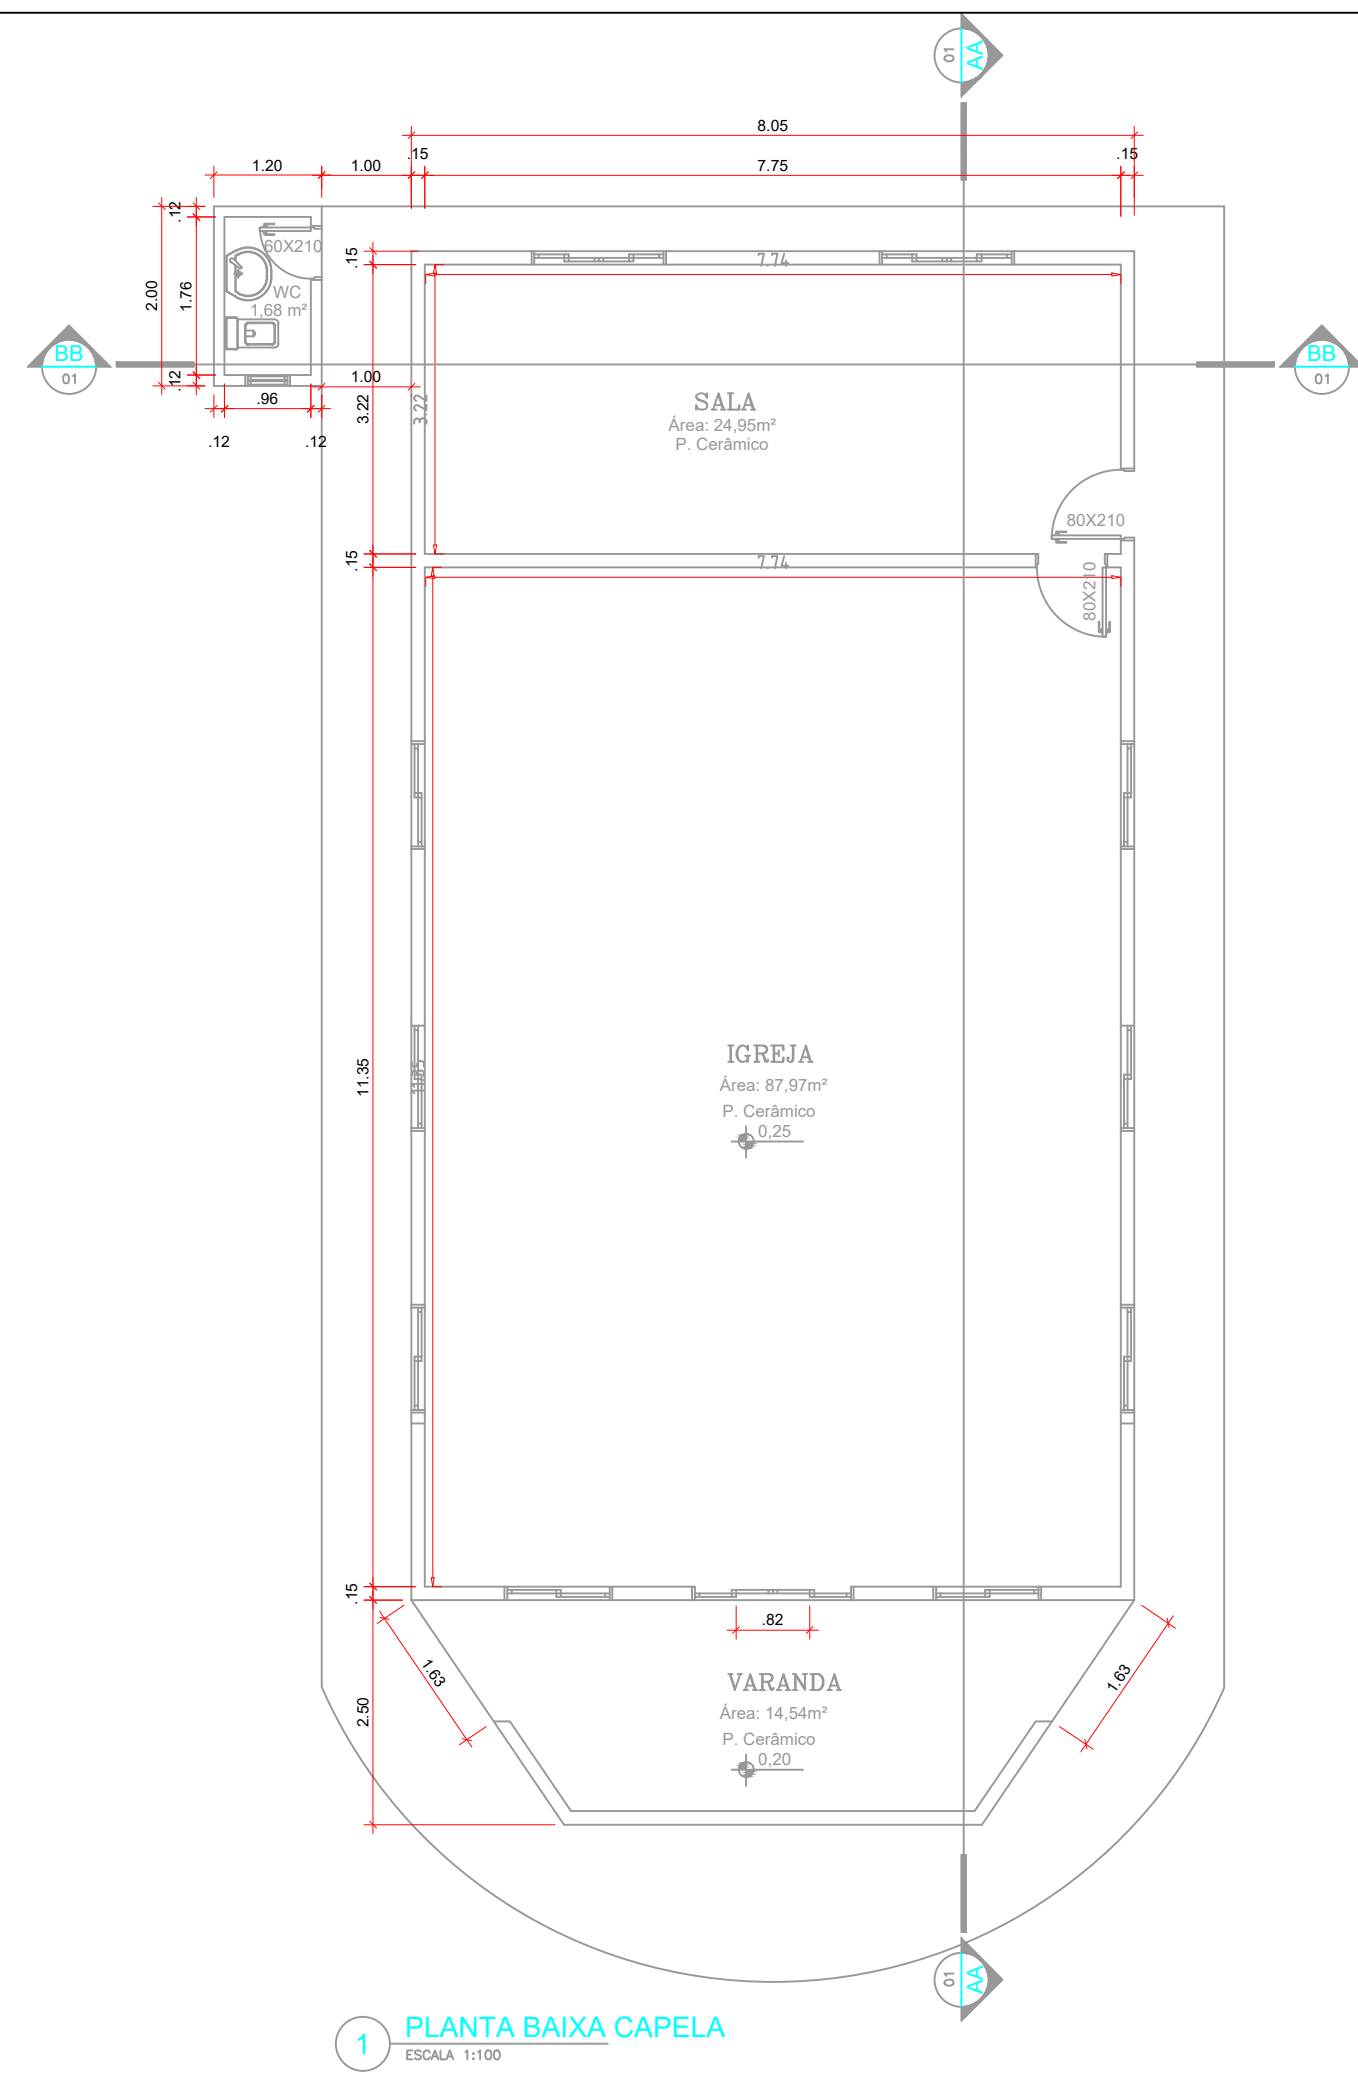 01
AA
8.05
.15
.15
1.20
1.00
7.75
.12
60X210
.15
7.74
2.00
1.76
WC
1,68 m²
BB
01
BB
01
.12
1.00
.96
3.22
3.22
SALA
Área: 24,95m²
P. Cerâmico
.12
.12
80X210
.15
7.74
80X210
11.35
11.35
IGREJA
Área: 87,97m²
P. Cerâmico
0,25
.15
.82
1.63
1.63
2.50
VARANDA
Área: 14,54m²
P. Cerâmico
0,20
01
AA
1
PLANTA BAIXA CAPELA
ESCALA 1:100